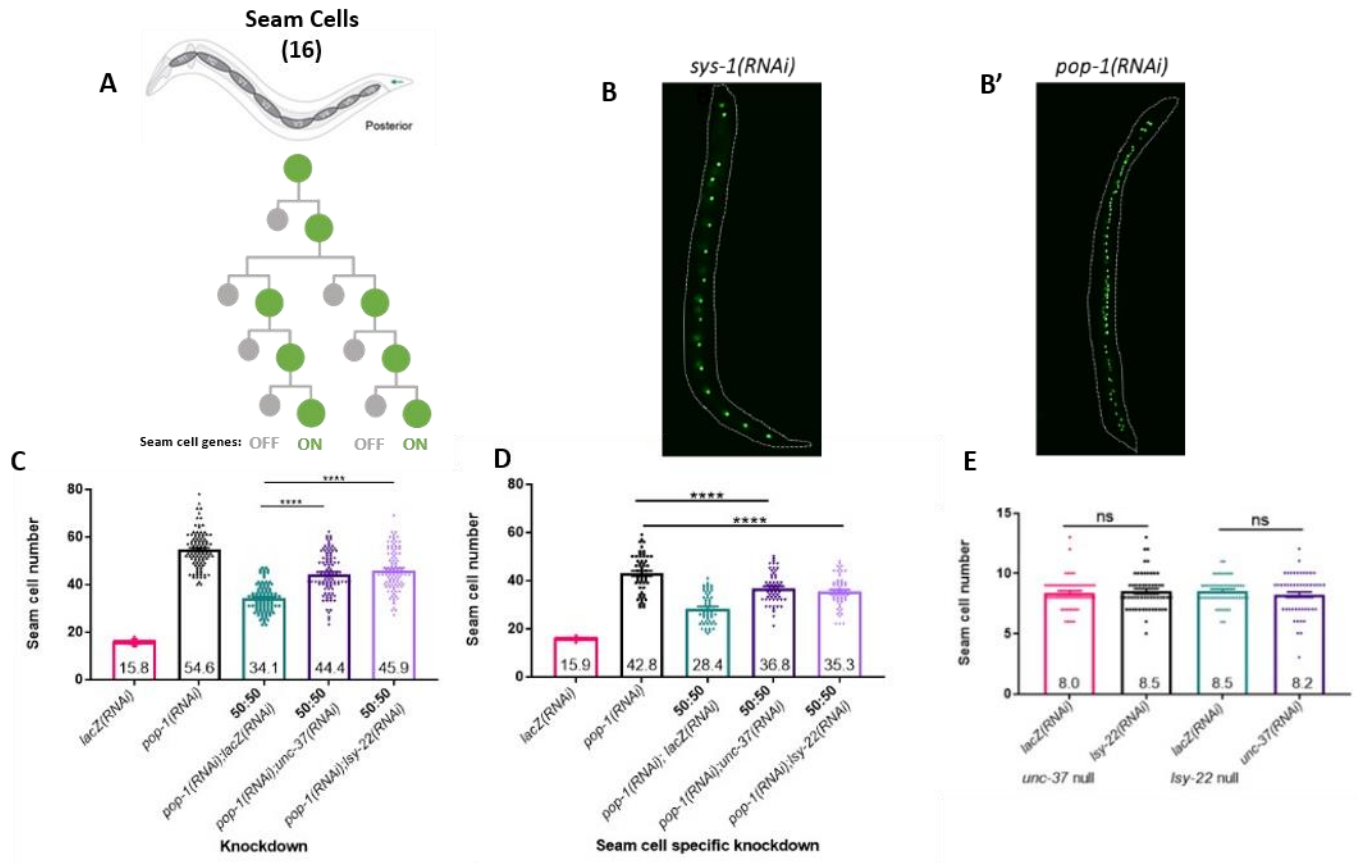 Seam Cells
(16)
A
Posterior
Seam cell genes: OFF ON OFF ON
B
sys-1(RNAi)
B’
pop-1(RNAi)
C
Seam cell number
80
60
40
20
0
****
****
15.8
54.6
34.1
44.4
45.9
50:50
50:50
50:50
lacZ(RNAi)
pop-1(RNAi)
pop-1(RNAi);lacZ(RNAi)
pop-1(RNAi);unc-37(RNAi)
pop-1(RNAi);lsy-22(RNAi)
Knockdown
D
Seam cell number
80
60
40
20
0
****
****
15.9
42.8
28.4
36.8
35.3
50:50
50:50
50:50
lacZ(RNAi)
pop-1(RNAi)
pop-1(RNAi); lacZ(RNAi)
pop-1(RNAi);unc-37(RNAi)
pop-1(RNAi);lsy-22(RNAi)
Seam cell specific knockdown
E
Seam cell number
15
10
5
0
ns
ns
8.0
8.5
8.5
8.2
lacZ(RNAi)
lsy-22(RNAi)
lacZ(RNAi)
unc-37(RNAi)
unc-37 null
lsy-22 null